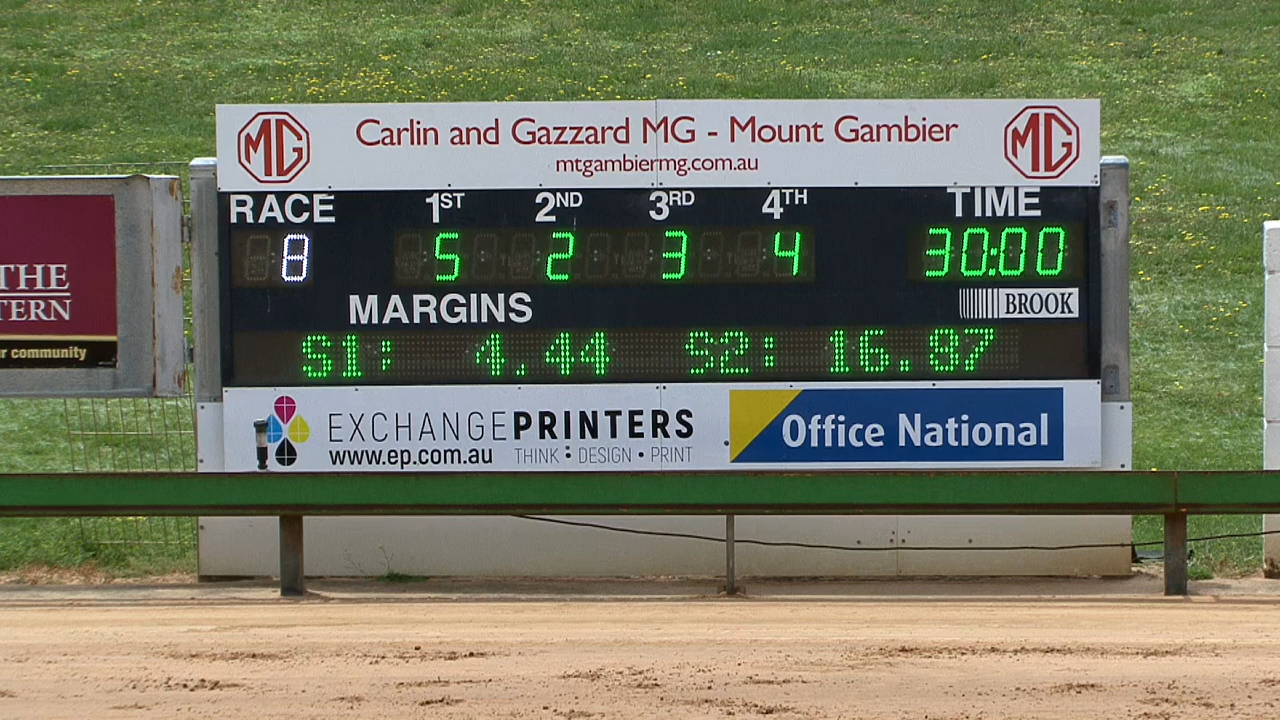 MG Carlin and Gazzard MG - Mount Gambier MG
mtgambiermg.com.au
RACE 1ST 2ND 3RD 4TH TIME
8 5 2 3 4 30:00
MARGINS BROOK
S1: 4.44 S2: 16.87
THE
TERN
r community
EXCHANGEPRINTERS
www.ep.com.au THINK : DESIGN • PRINT
Office National